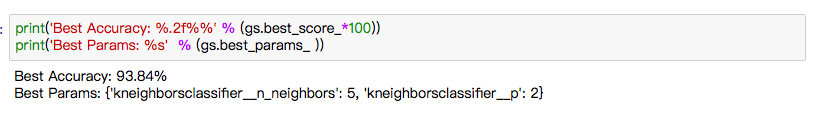 :
print('Best Accuracy: %.2f%%' % (gs.best_score_*100))
print('Best Params: %s'  % (gs.best_params_ ))
Best Accuracy: 93.84%
Best Params: {'kneighborsclassifier__n_neighbors': 5, 'kneighborsclassifier__p': 2}